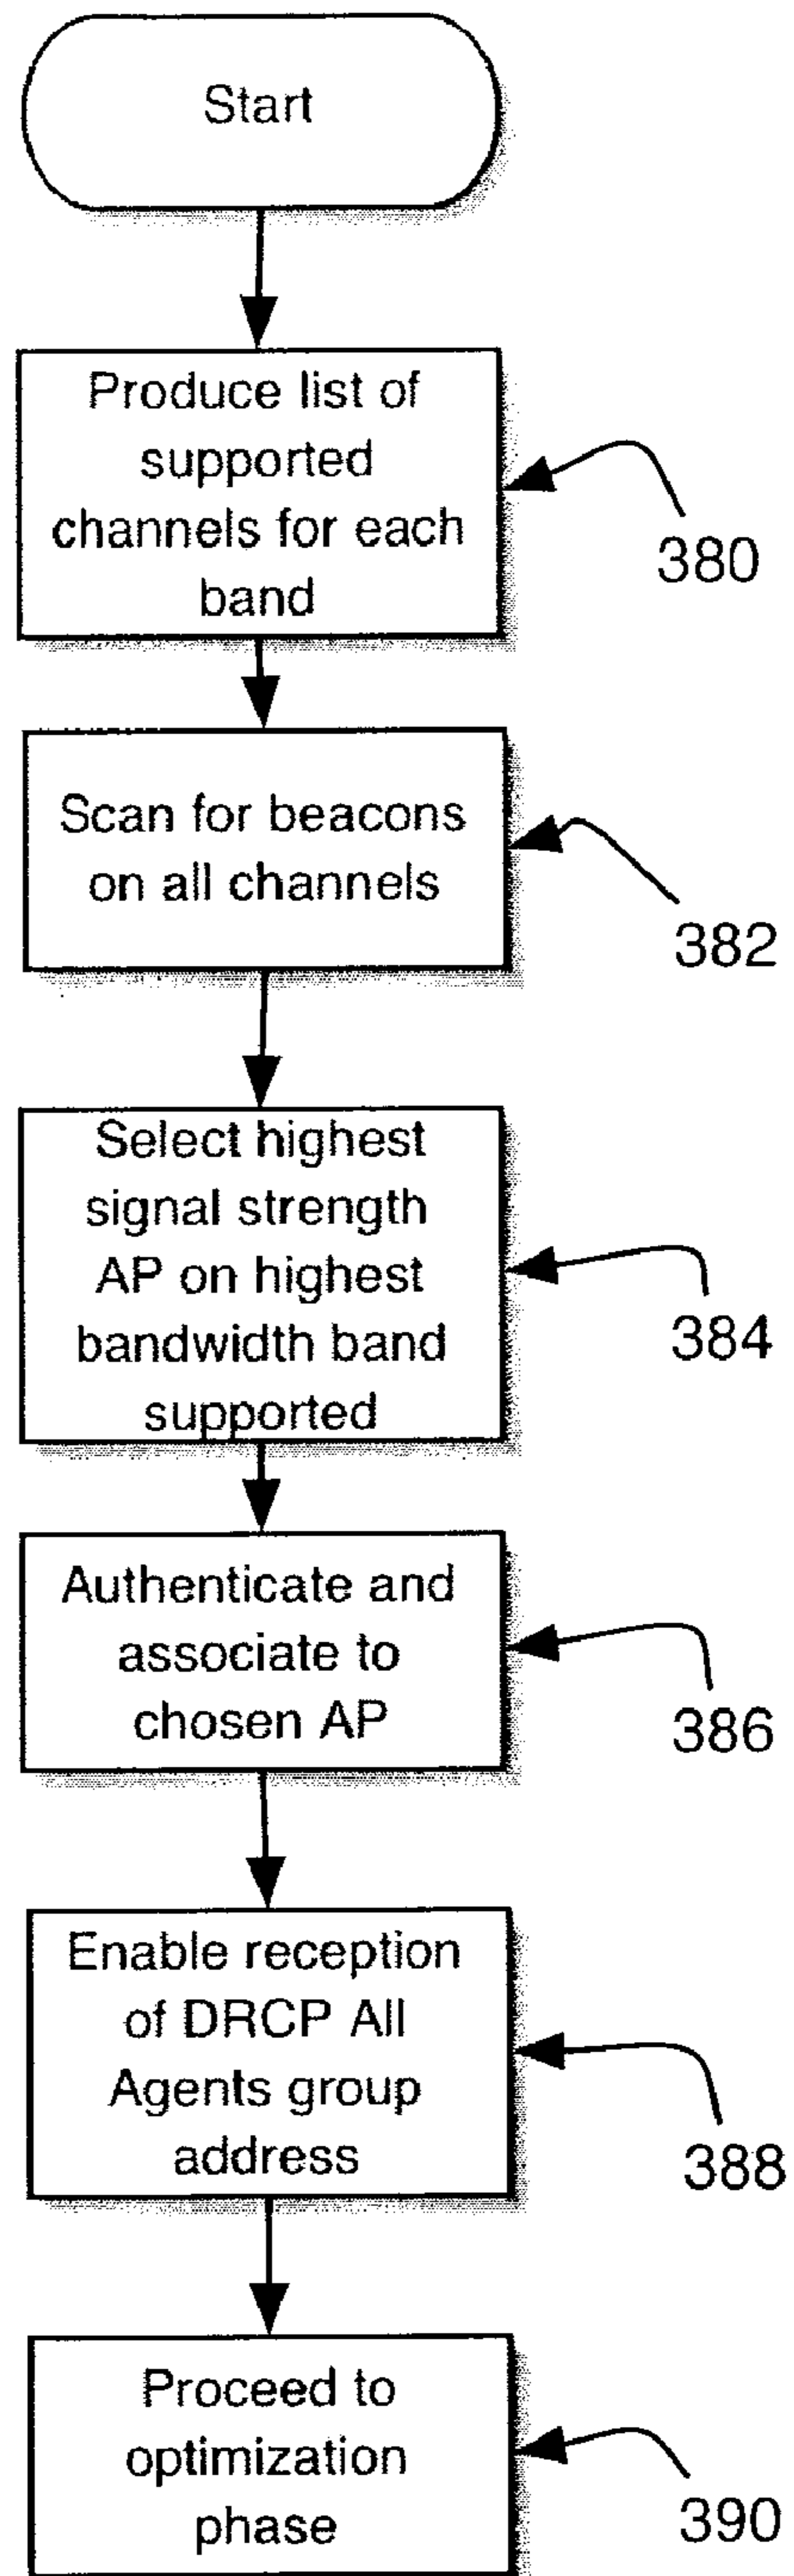 Start
Produce list of
supported
channels for each
band
380
Scan for beacons
on all channels
382
Select highest
signal strength
AP on highest
bandwidth band
supported
384
Authenticate and
associate to
chosen AP
386
Enable reception
of DRCP All
Agents group
address
388
Proceed to
optimization
phase
390